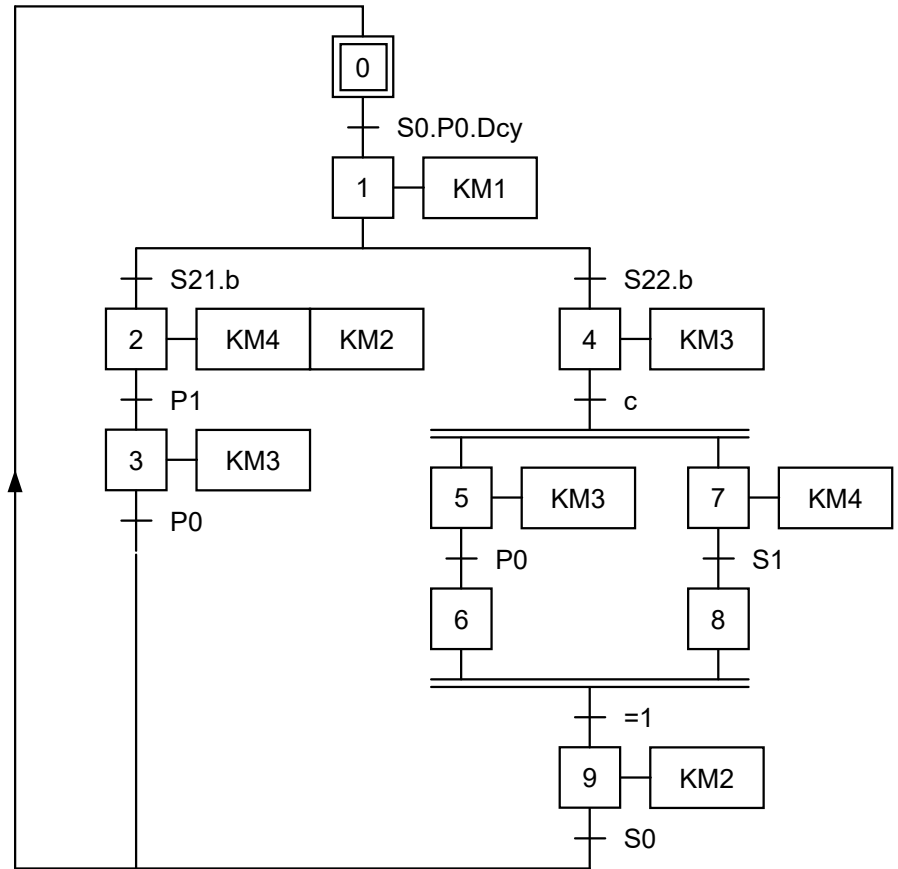 0
S0.P0.Dcy
1 KM1
S21.b S22.b
2 KM4 KM2 4 KM3
P1 c
3 KM3 5 KM3 7 KM4
P0
P0 S1
6 8
=1
9 KM2
S0